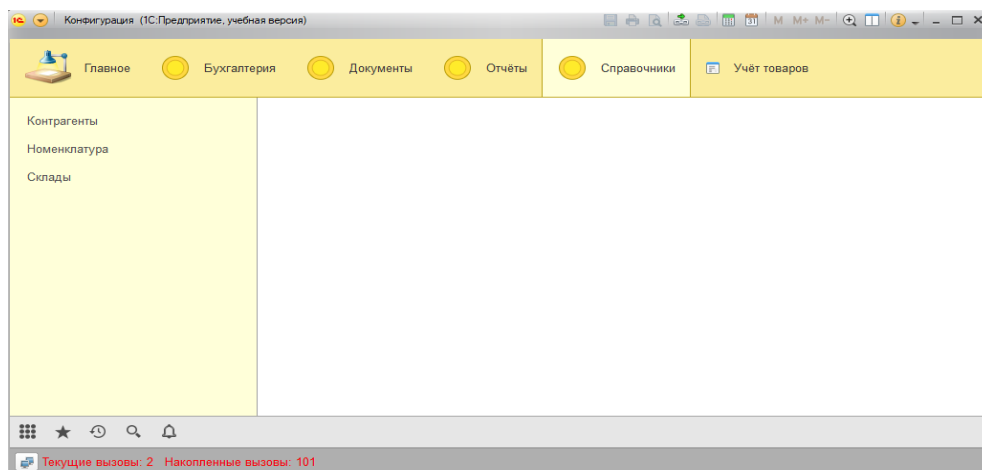 1С Конфигурация (1С:Предприятие, учебная версия) 31 M M+ M-
Главное Бухгалтерия Документы Отчёты Справочники Учёт товаров
Контрагенты
Номенклатура
Склады
Текущие вызовы: 2 Накопленные вызовы: 101